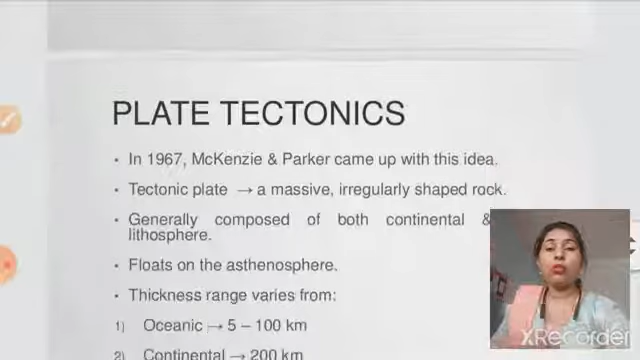 PLATE TECTONICS
• In 1967, McKenzie & Parker came up with this idea.
• Tectonic plate → a massive, irregularly shaped rock.
• Generally composed of both continental &
lithosphere.
• Floats on the asthenosphere.
• Thickness range varies from:
1) Oceanic → 5 – 100 km
2) Continental → 200 km
XRecorder